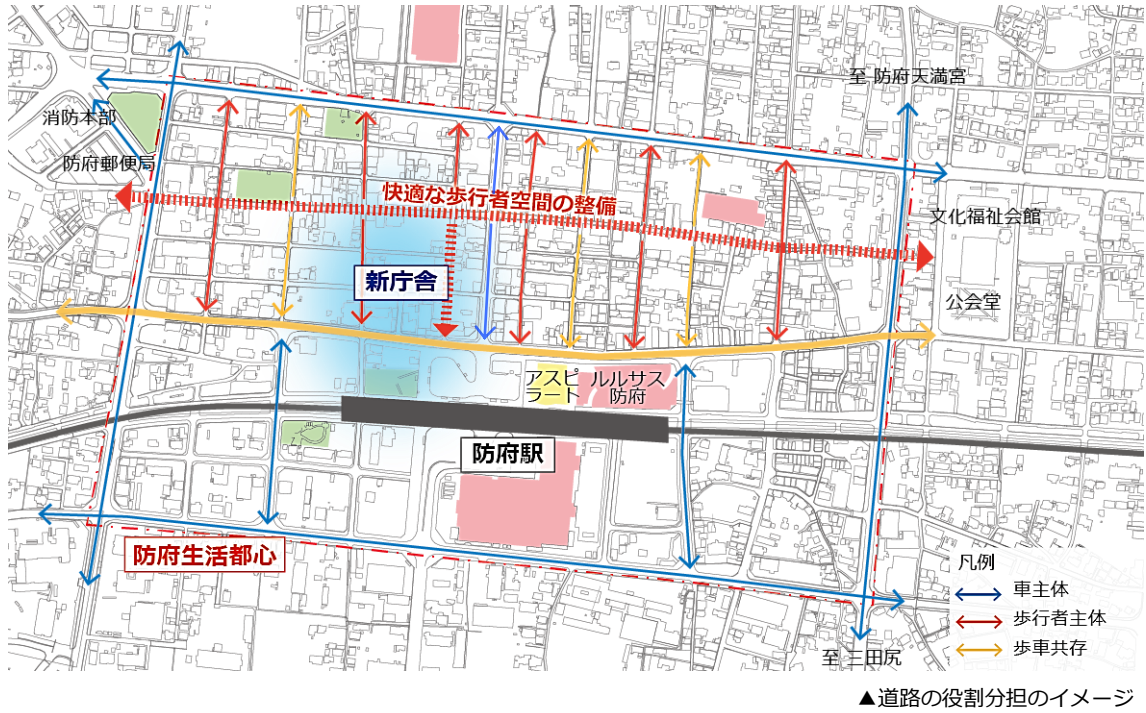 至 防府天満宮
消防本部
防府郵便局
快適な歩行者空間の整備
文化福祉会館
新庁舎
公会堂
アスピ
ラート
ルルサス
防府
防府駅
防府生活都心
凡例
車主体
歩行者主体
歩車共存
至 三田尻
▲道路の役割分担のイメージ